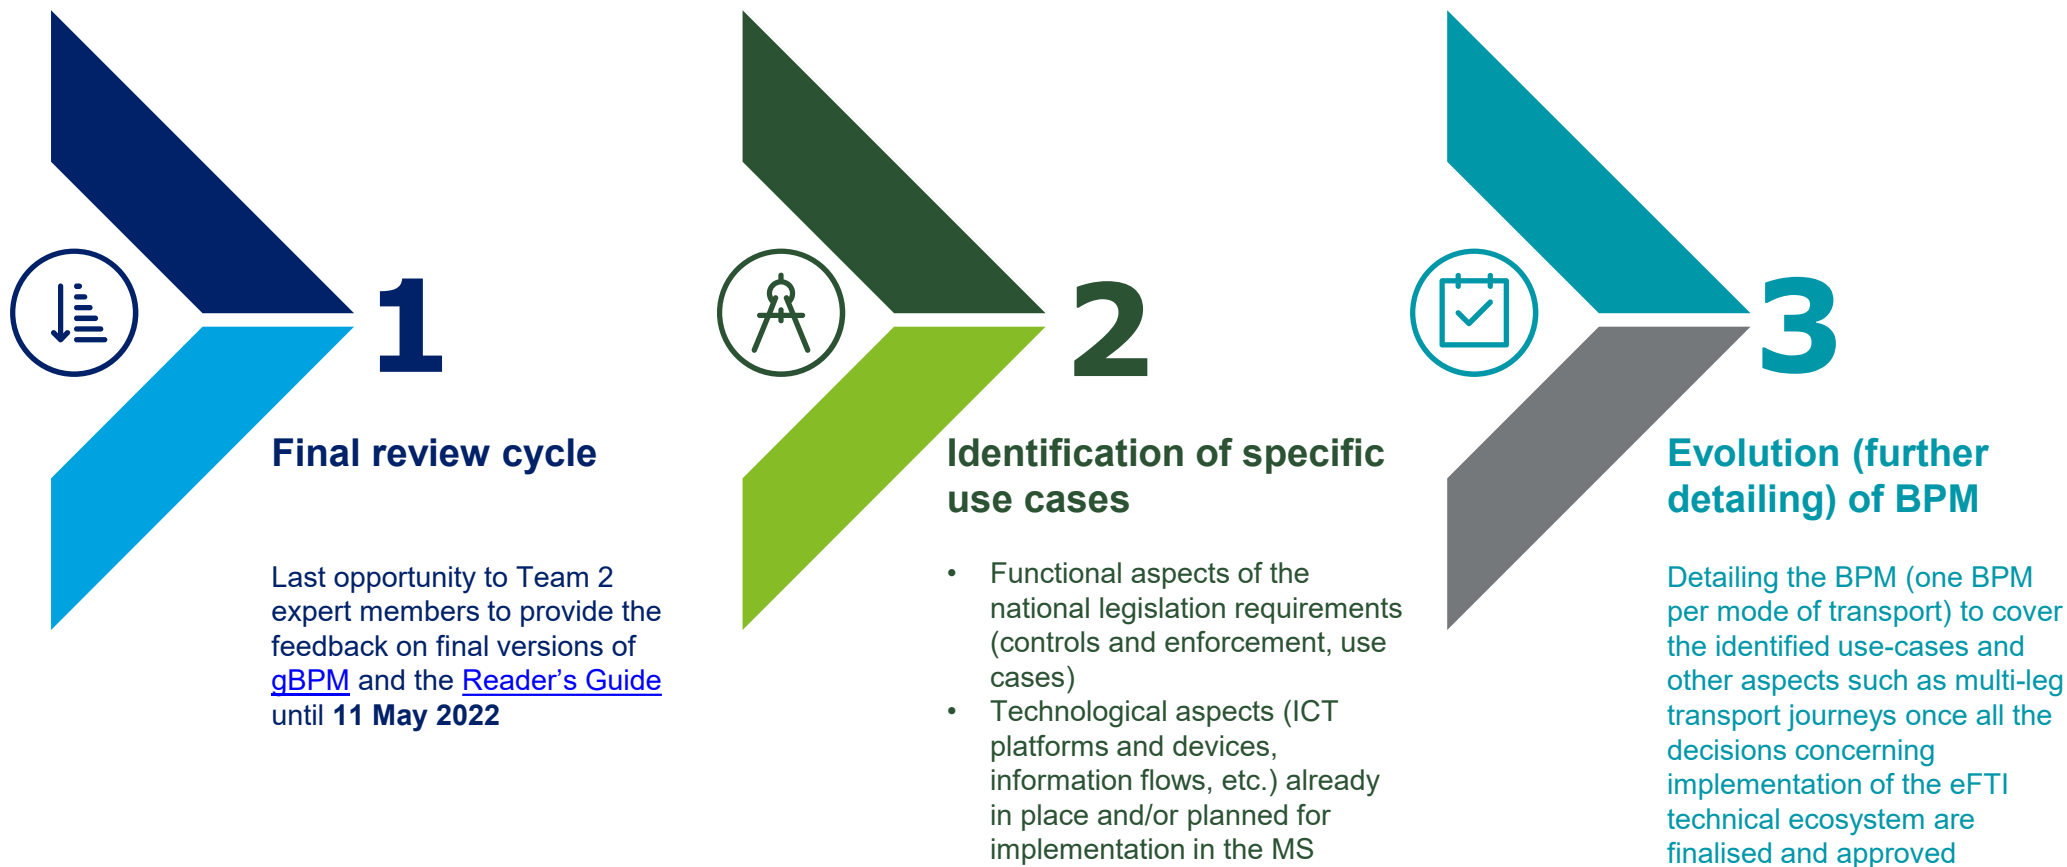 1
Final review cycle
Last opportunity to Team 2
expert members to provide the
feedback on final versions of
gBPM and the Reader’s Guide
until 11 May 2022
2
Identification of specific
use cases
• Functional aspects of the
national legislation requirements
(controls and enforcement, use
cases)
• Technological aspects (ICT
platforms and devices,
information flows, etc.) already
in place and/or planned for
implementation in the MS
3
Evolution (further
detailing) of BPM
Detailing the BPM (one BPM
per mode of transport) to cover
the identified use-cases and
other aspects such as multi-leg
transport journeys once all the
decisions concerning
implementation of the eFTI
technical ecosystem are
finalised and approved